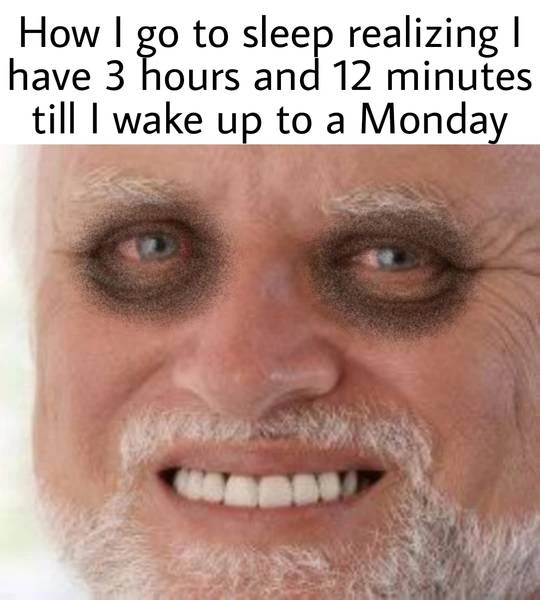 How I go to sleep realizing I
have 3 hours and 12 minutes
till I wake up to a Monday